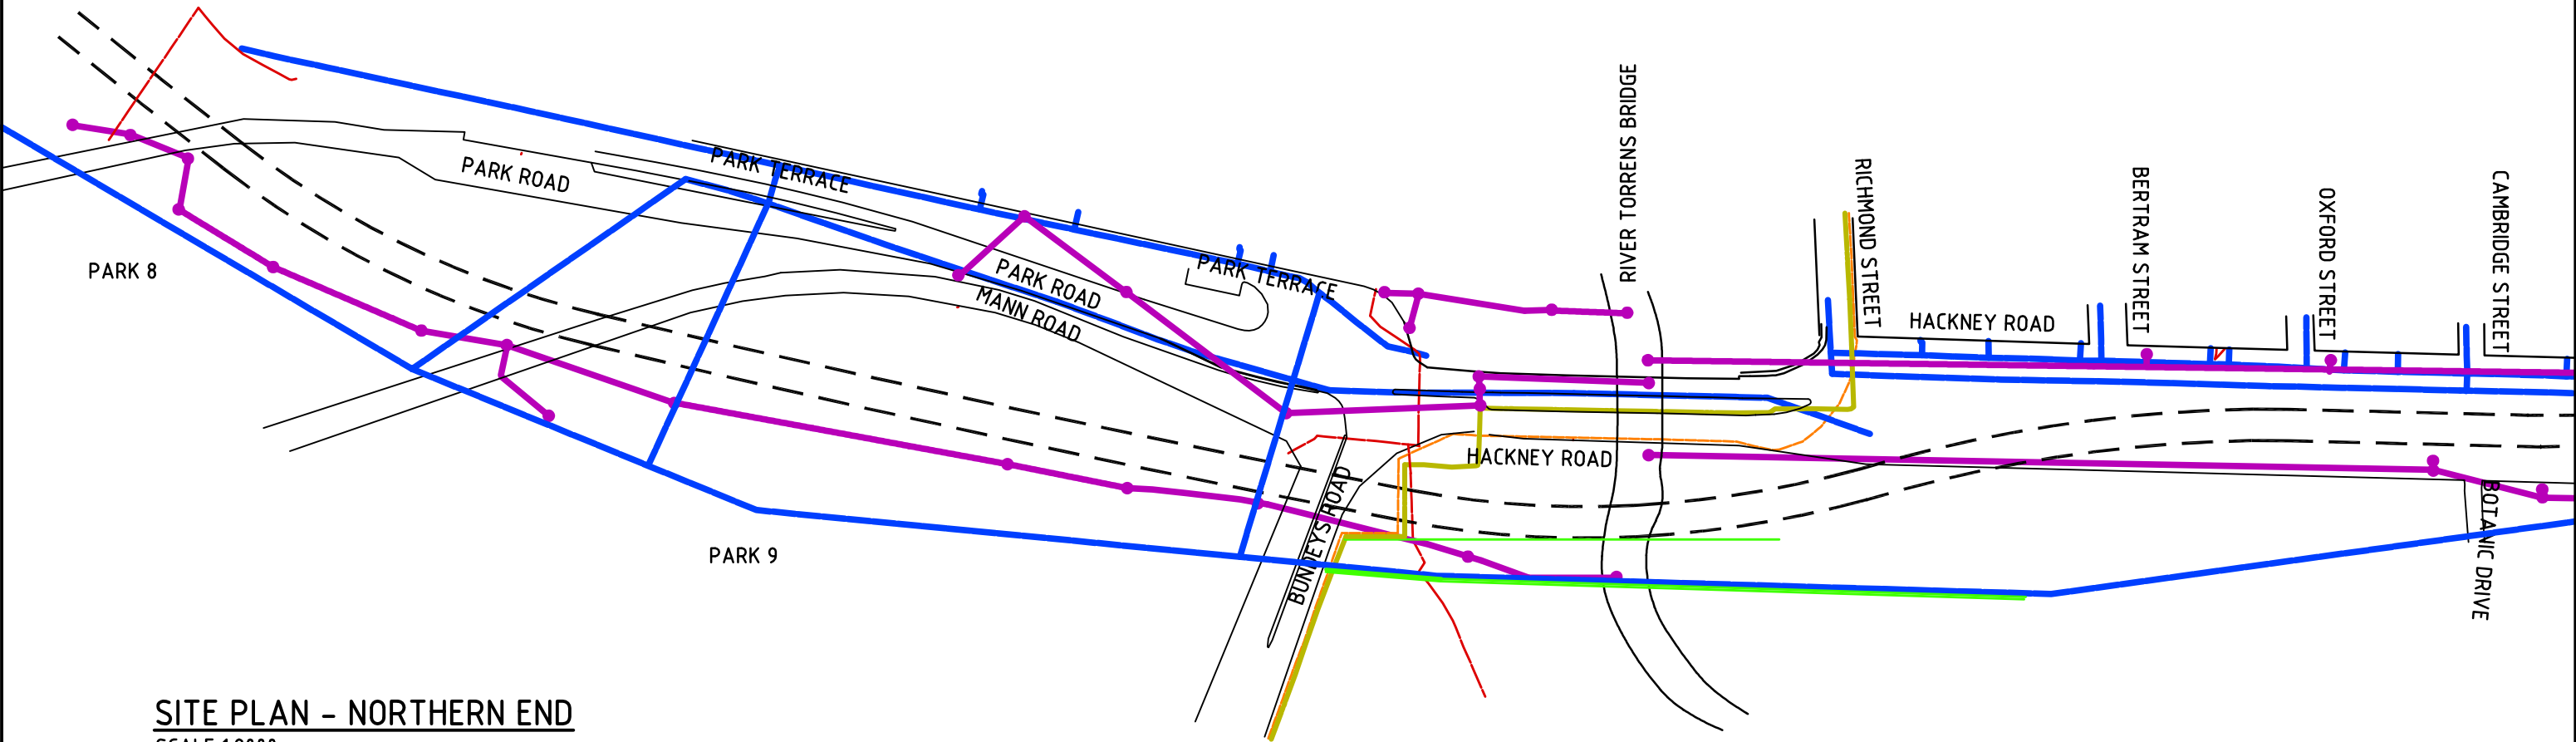 PARK TERRACE
PARK ROAD
PARK 8
PARK ROAD
MANN ROAD
PARK TERRACE
RIVER TORRENS BRIDGE
RICHMOND STREET
HACKNEY ROAD
BERTRAM STREET
OXFORD STREET
CAMBRIDGE STREET
HACKNEY ROAD
BUNDEYS ROAD
BOTANIC DRIVE
PARK 9
SITE PLAN - NORTHERN END